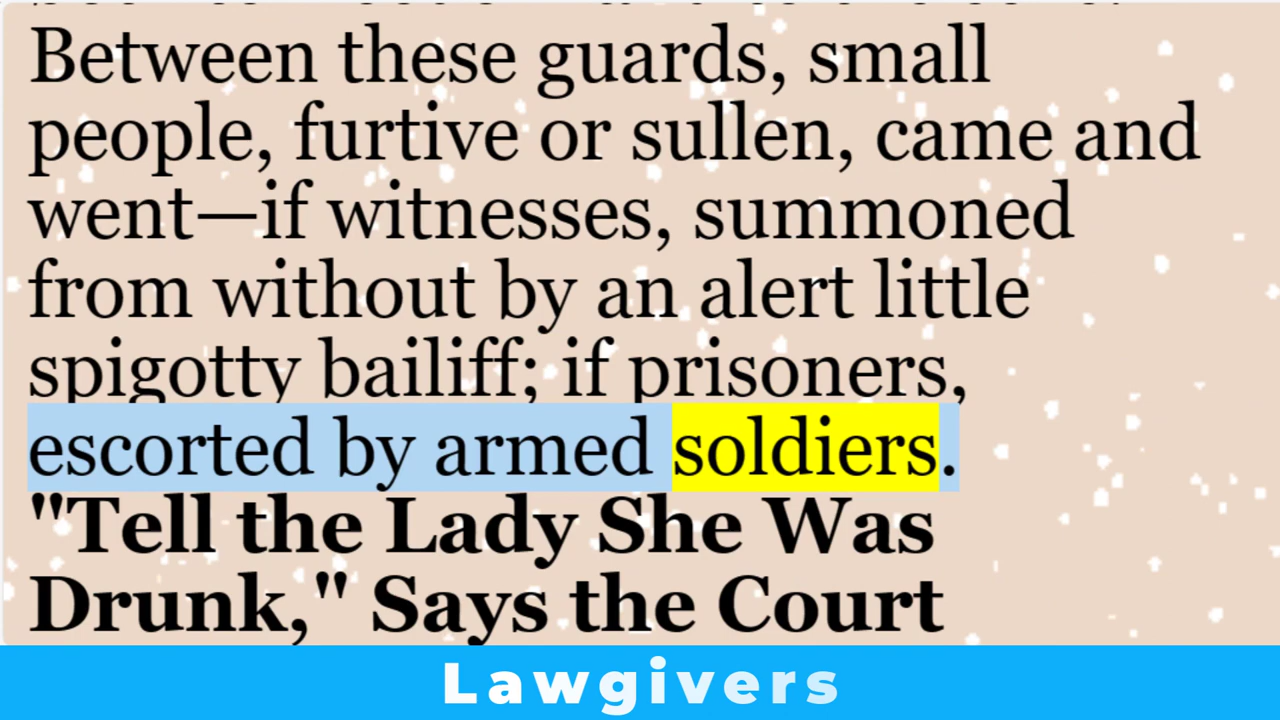 Between these guards, small
people, furtive or sullen, came and
went—if witnesses, summoned
from without by an alert little
spigotty bailiff; if prisoners,
escorted by armed soldiers.
"Tell the Lady She Was
Drunk," Says the Court
Lawgivers